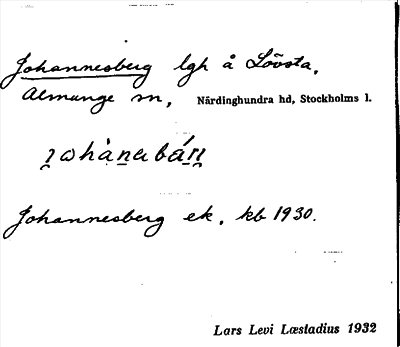 Johannesberg lgh å Lövsta,
Almunge sn, Närdinghundra hd, Stockholms l.
Johannesberg ek, kb 1930.
Lars Levi Læstadius 1932